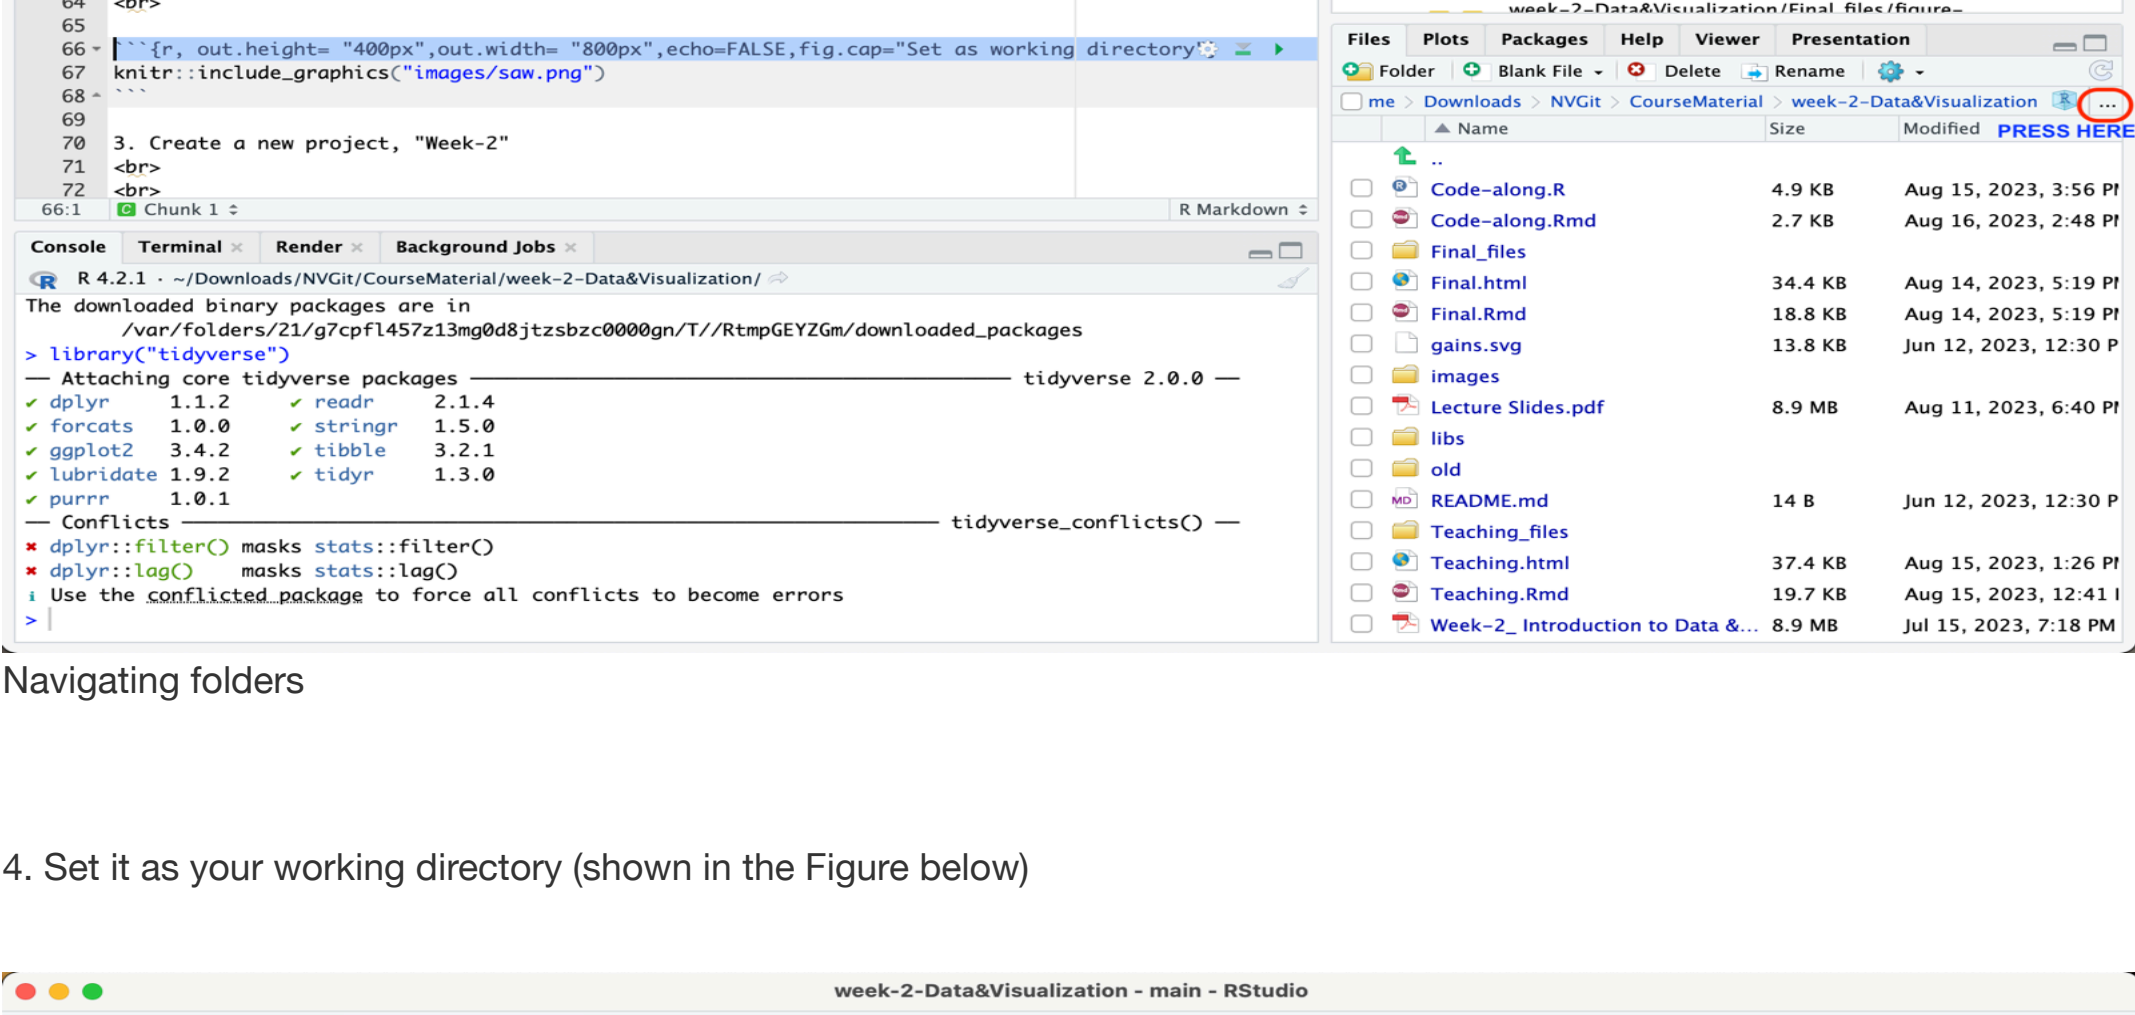 64 <br>
65
66 ```{r, out.height= "400px",out.width= "800px",echo=FALSE,fig.cap="Set as working directory"
67 knitr::include_graphics("images/saw.png")
68 ```
69
70 3. Create a new project, "Week-2"
71 <br>
72 <br>
66:1 C Chunk 1 R Markdown
Console Terminal Render Background Jobs
R R 4.2.1 · ~/Downloads/NVGit/CourseMaterial/week-2-Data&Visualization/
The downloaded binary packages are in
/var/folders/21/g7cpfl457z13mg0d8jtzsbzc0000gn/T//RtmpGEYZGm/downloaded_packages
> library("tidyverse")
── Attaching core tidyverse packages ── tidyverse 2.0.0 ──
✔ dplyr 1.1.2 ✔ readr 2.1.4
✔ forcats 1.0.0 ✔ stringr 1.5.0
✔ ggplot2 3.4.2 ✔ tibble 3.2.1
✔ lubridate 1.9.2 ✔ tidyr 1.3.0
✔ purrr 1.0.1
── Conflicts ── tidyverse_conflicts() ──
✖ dplyr::filter() masks stats::filter()
✖ dplyr::lag() masks stats::lag()
i Use the conflicted package to force all conflicts to become errors
>
week-2-Data&Visualization/Final_files/figure-
Files Plots Packages Help Viewer Presentation
Folder Blank File Delete Rename
me > Downloads > NVGit > CourseMaterial > week-2-Data&Visualization R ...
Name Size Modified PRESS HERE
..
Code-along.R 4.9 KB Aug 15, 2023, 3:56 PM
Code-along.Rmd 2.7 KB Aug 16, 2023, 2:48 PM
Final_files
Final.html 34.4 KB Aug 14, 2023, 5:19 PM
Final.Rmd 18.8 KB Aug 14, 2023, 5:19 PM
gains.svg 13.8 KB Jun 12, 2023, 12:30 P
images
Lecture Slides.pdf 8.9 MB Aug 11, 2023, 6:40 PM
libs
old
README.md 14 B Jun 12, 2023, 12:30 P
Teaching_files
Teaching.html 37.4 KB Aug 15, 2023, 1:26 PM
Teaching.Rmd 19.7 KB Aug 15, 2023, 12:41
Week-2_ Introduction to Data &... 8.9 MB Jul 15, 2023, 7:18 PM
Navigating folders
4. Set it as your working directory (shown in the Figure below)
week-2-Data&Visualization - main - RStudio